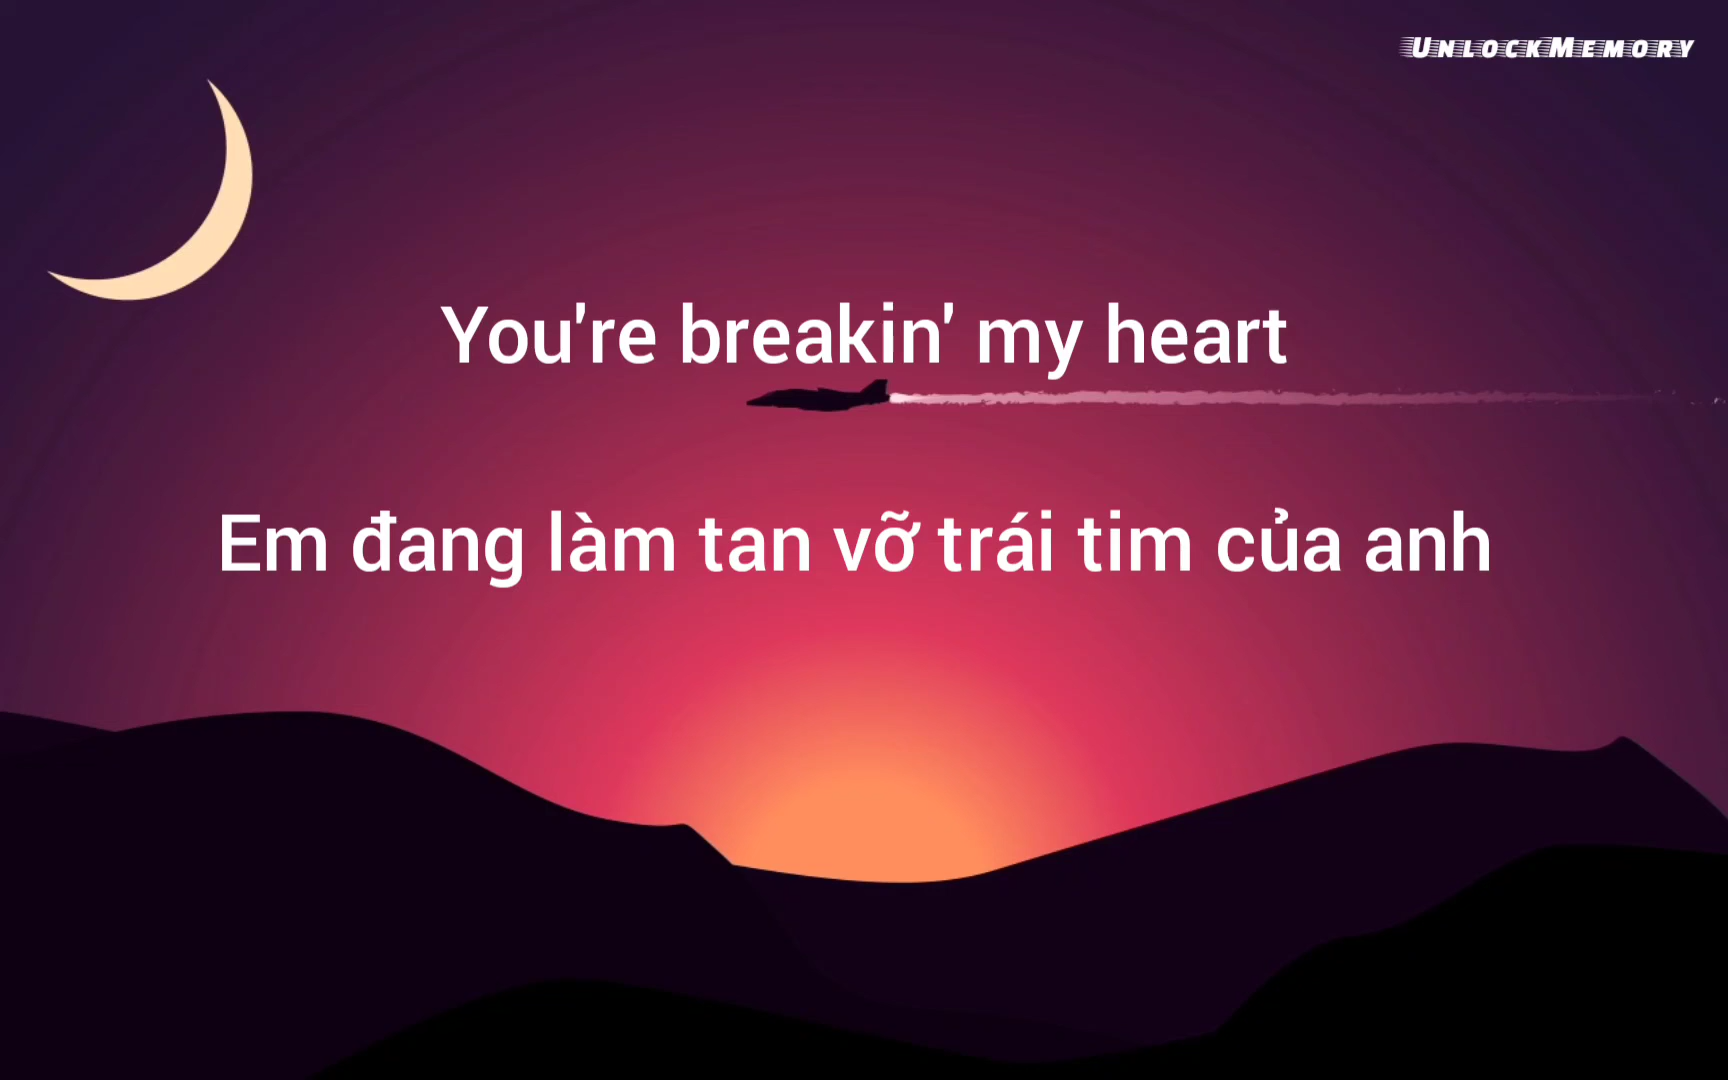 UnlockMemory
You're breakin' my heart
Em đang làm tan vỡ trái tim của anh